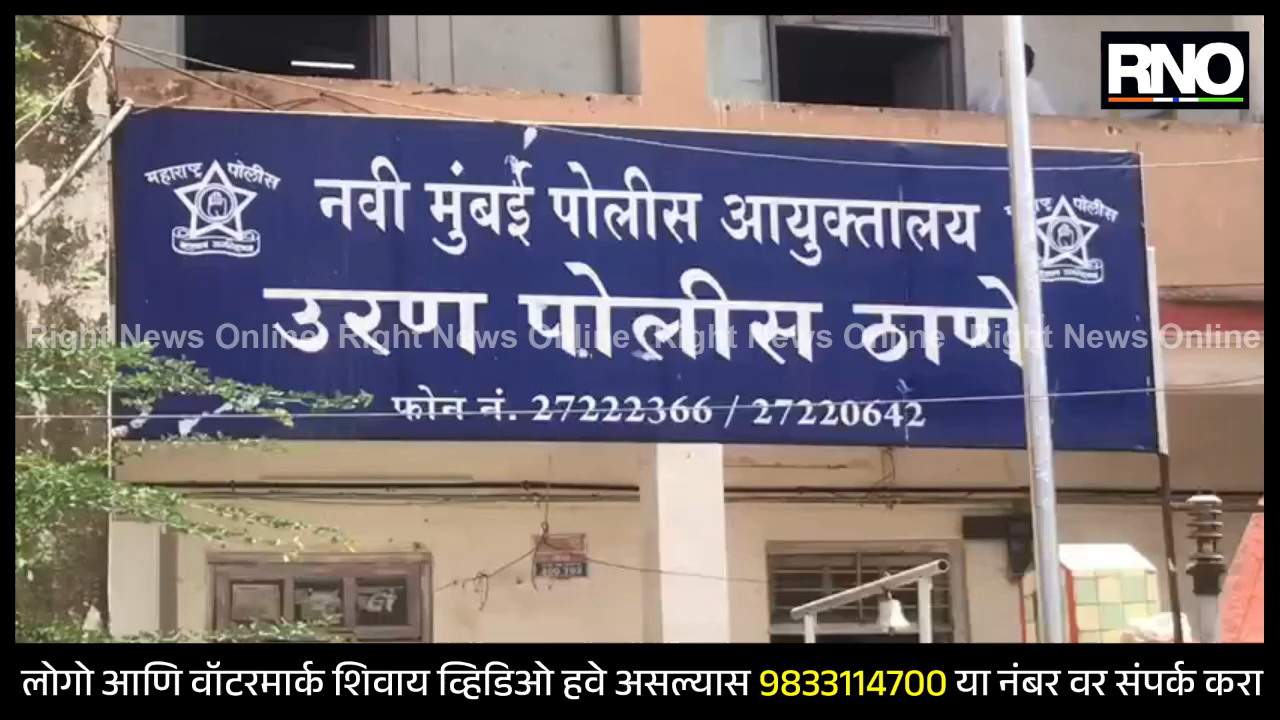 RNO
महाराष्ट्र पोलीस
नवी मुंबई पोलीस आयुक्तालय
पोलीस
उरण पोलीस ठाणे
Right News Online Right News Online Right News Online Right News Online
फोन नं. 27222366 / 27220642
लोगो आणि वॉटरमार्क शिवाय व्हिडिओ हवे असल्यास 9833114700 या नंबर वर संपर्क करा